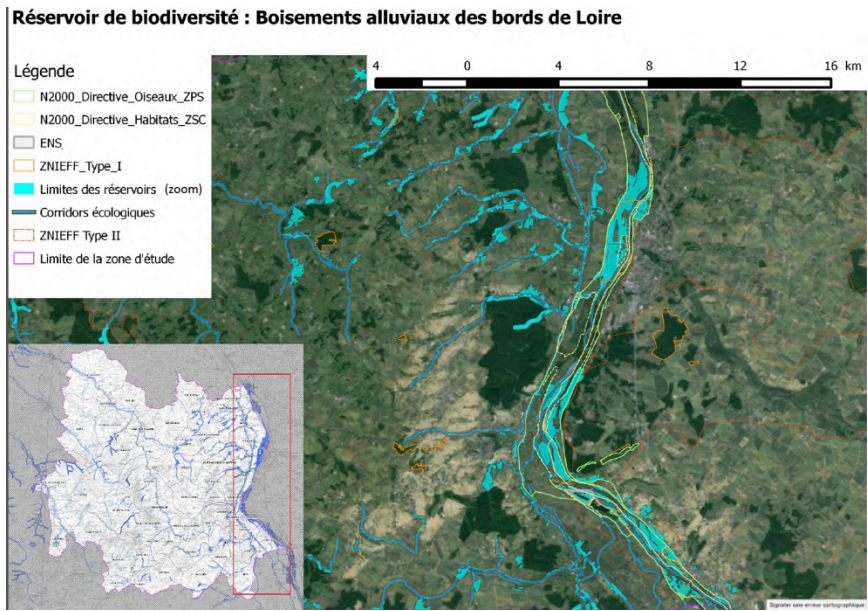 Réservoir de biodiversité : Boisements alluviaux des bords de Loire
4 0 4 8 12 16 km
Légende
N2000_Directive_Oiseaux_ZPS
N2000_Directive_Habitats_ZSC
ENS
ZNIEFF_Type_I
Limites des réservoirs (zoom)
Corridors écologiques
ZNIEFF Type II
Limite de la zone d'étude
Signaler une erreur cartographique